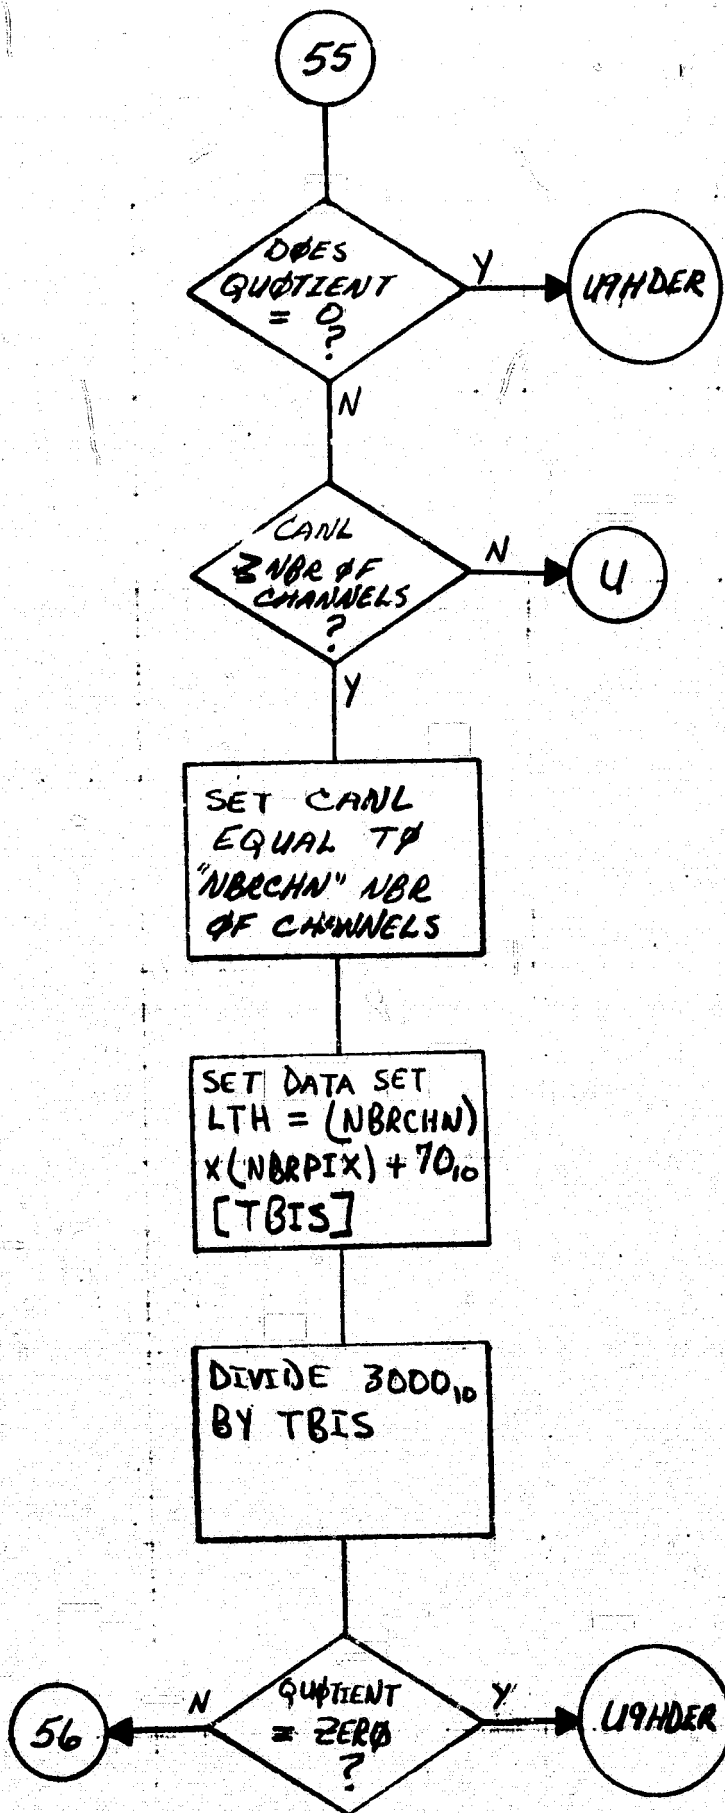 55
DØES
QUØTIENT
= 0
?
Y
U9HDER
N
CANL
NBR ØF
CHANNELS
?
N
U
Y
SET CANL
EQUAL TØ
"NBRCHN" NBR
ØF CHANNELS
SET DATA SET
LTH = (NBRCHN)
x (NBRPIX) + 70₁₀
[TBIS]
DIVIDE 3000₁₀
BY TBIS
QUØTIENT
= ZERØ
?
N
56
Y
U9HDER